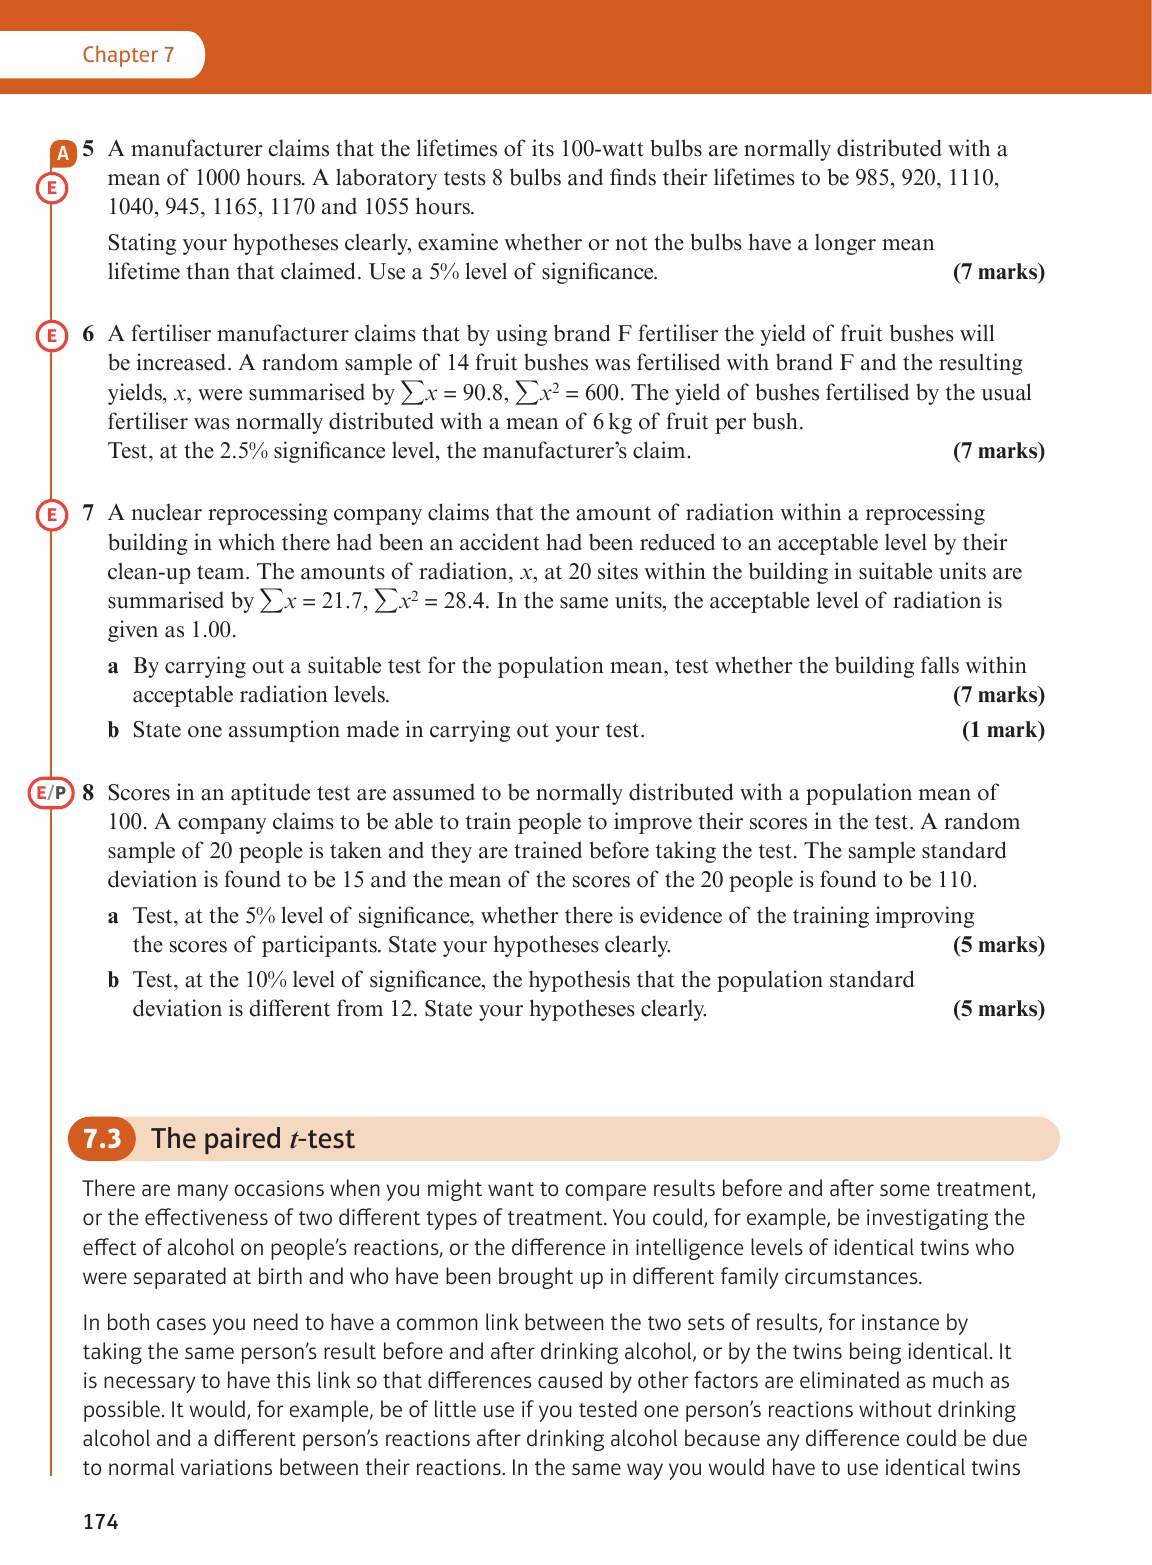 Chapter 7
A
5 A manufacturer claims that the lifetimes of its 100-watt bulbs are normally distributed with a
E
mean of 1000 hours. A laboratory tests 8 bulbs and finds their lifetimes to be 985, 920, 1110,
1040, 945, 1165, 1170 and 1055 hours.
Stating your hypotheses clearly, examine whether or not the bulbs have a longer mean
lifetime than that claimed. Use a 5% level of significance. (7 marks)
E
6 A fertiliser manufacturer claims that by using brand F fertiliser the yield of fruit bushes will
be increased. A random sample of 14 fruit bushes was fertilised with brand F and the resulting
yields, x, were summarised by ∑x = 90.8, ∑x² = 600. The yield of bushes fertilised by the usual
fertiliser was normally distributed with a mean of 6 kg of fruit per bush.
Test, at the 2.5% significance level, the manufacturer’s claim. (7 marks)
E
7 A nuclear reprocessing company claims that the amount of radiation within a reprocessing
building in which there had been an accident had been reduced to an acceptable level by their
clean-up team. The amounts of radiation, x, at 20 sites within the building in suitable units are
summarised by ∑x = 21.7, ∑x² = 28.4. In the same units, the acceptable level of radiation is
given as 1.00.
a By carrying out a suitable test for the population mean, test whether the building falls within
acceptable radiation levels. (7 marks)
b State one assumption made in carrying out your test. (1 mark)
E/P
8 Scores in an aptitude test are assumed to be normally distributed with a population mean of
100. A company claims to be able to train people to improve their scores in the test. A random
sample of 20 people is taken and they are trained before taking the test. The sample standard
deviation is found to be 15 and the mean of the scores of the 20 people is found to be 110.
a Test, at the 5% level of significance, whether there is evidence of the training improving
the scores of participants. State your hypotheses clearly. (5 marks)
b Test, at the 10% level of significance, the hypothesis that the population standard
deviation is different from 12. State your hypotheses clearly. (5 marks)
7.3 The paired t-test
There are many occasions when you might want to compare results before and after some treatment,
or the effectiveness of two different types of treatment. You could, for example, be investigating the
effect of alcohol on people’s reactions, or the difference in intelligence levels of identical twins who
were separated at birth and who have been brought up in different family circumstances.
In both cases you need to have a common link between the two sets of results, for instance by
taking the same person’s result before and after drinking alcohol, or by the twins being identical. It
is necessary to have this link so that differences caused by other factors are eliminated as much as
possible. It would, for example, be of little use if you tested one person’s reactions without drinking
alcohol and a different person’s reactions after drinking alcohol because any difference could be due
to normal variations between their reactions. In the same way you would have to use identical twins
174